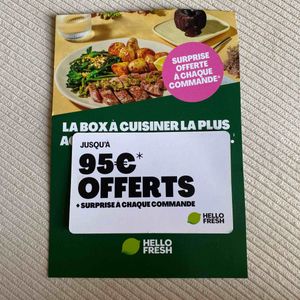 SURPRISE
OFFERTE
À CHAQUE
COMMANDE*
LA BOX À CUISINER LA PLUS
JUSQU'À
95€*
OFFERTS
+ SURPRISE À CHAQUE COMMANDE
HELLO
FRESH
HELLO
FRESH